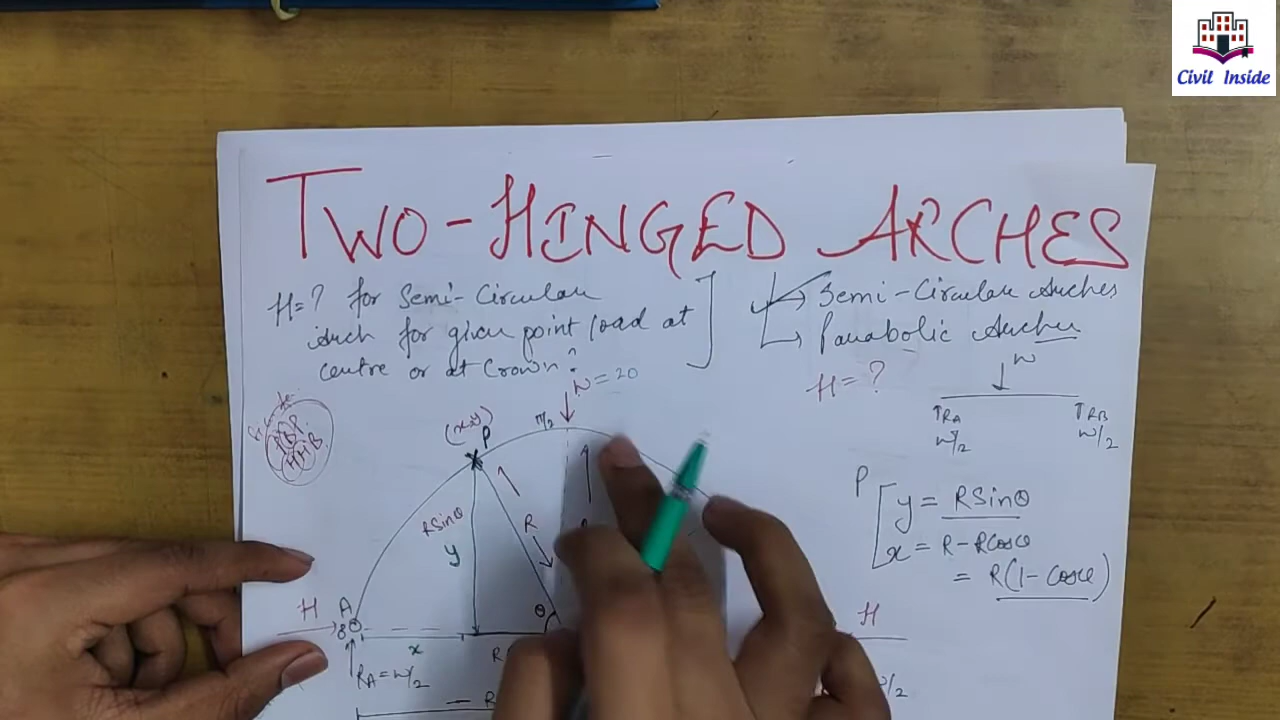 Civil Inside
TWO-HINGED ARCHES
H=? for Semi-Circular
Arch for given point load at
centre or at Crown?
Semi-Circular Arches
Parabolic Arches
H=?
W
RA
W/2
RB
W/2
W=20
π/2
(x,y)
P
R
RSinθ
y
θ
H
A
x
RA=W/2
R
H
W/2
P
y = RSinθ
x = R-RCosθ
= R(1-Cosθ)